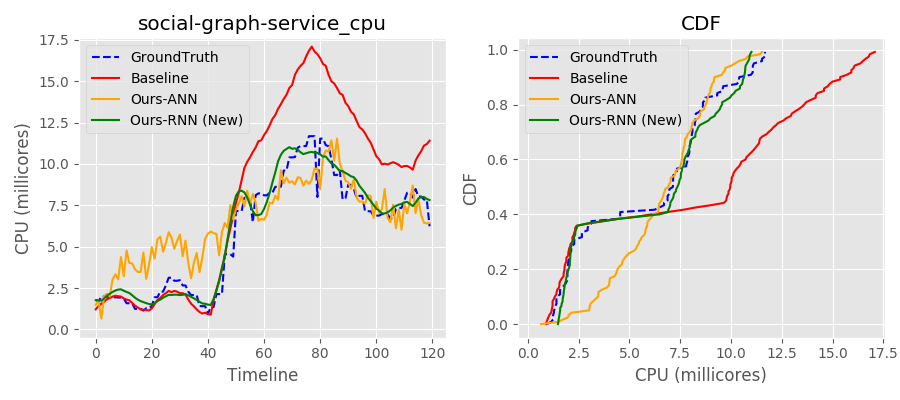 social-graph-service_cpu
17.5
15.0
12.5
10.0
7.5
5.0
2.5
0.0
CPU (millicores)
GroundTruth
Baseline
Ours-ANN
Ours-RNN (New)
0 20 40 60 80 100 120
Timeline
CDF
1.0
0.8
0.6
0.4
0.2
0.0
CDF
GroundTruth
Baseline
Ours-ANN
Ours-RNN (New)
0.0 2.5 5.0 7.5 10.0 12.5 15.0 17.5
CPU (millicores)